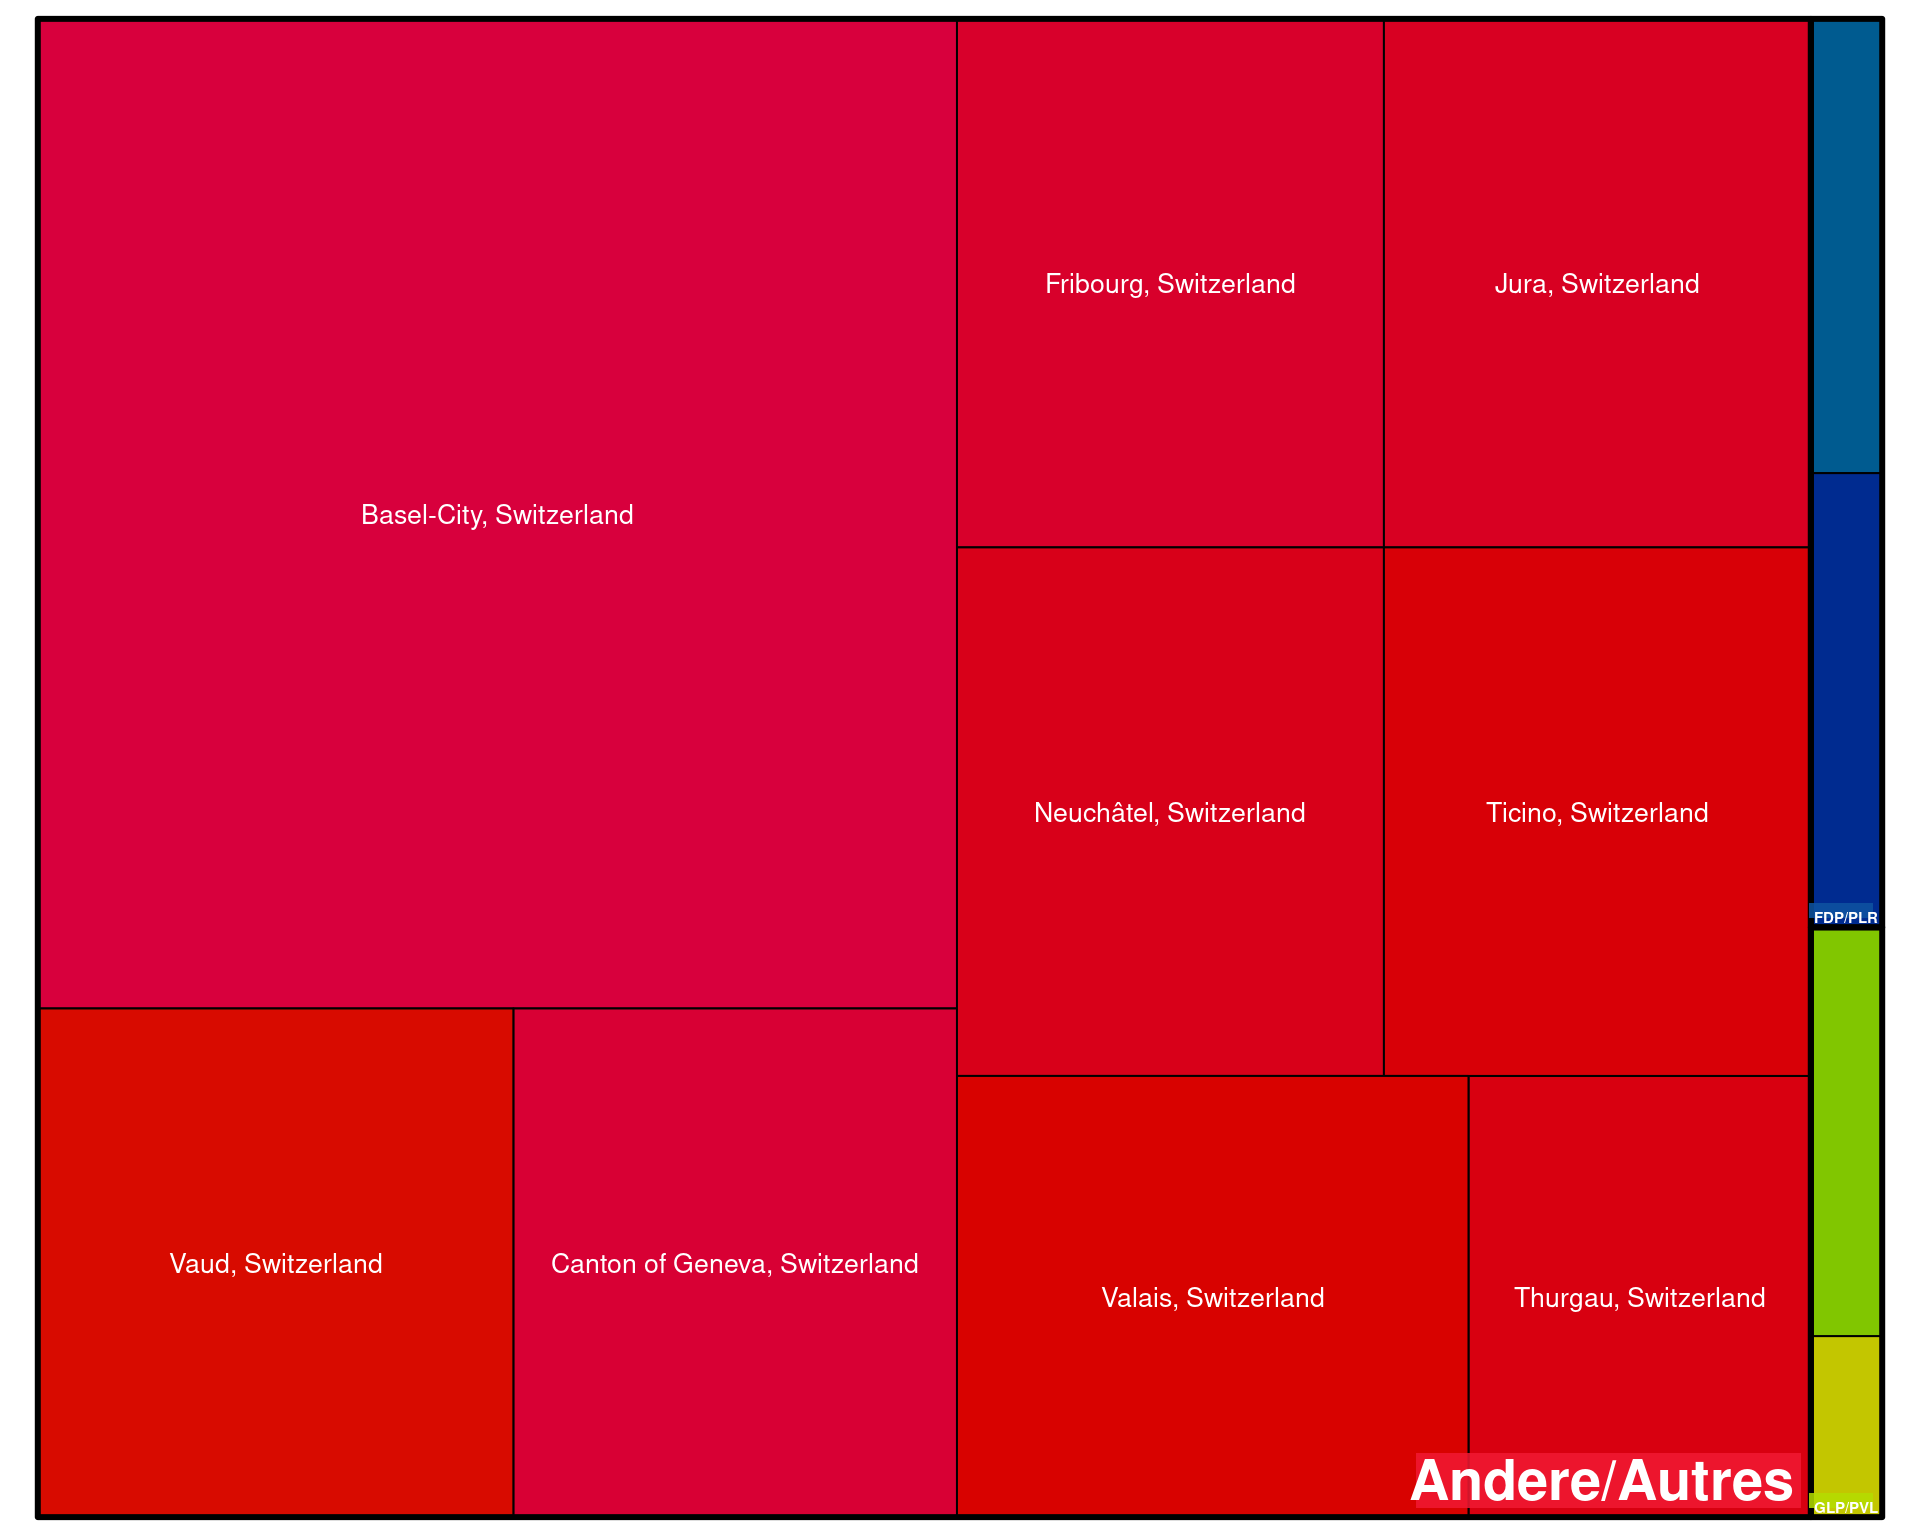 Fribourg, Switzerland
Jura, Switzerland
Basel-City, Switzerland
Neuchâtel, Switzerland
Ticino, Switzerland
FDP/PLR
Vaud, Switzerland
Canton of Geneva, Switzerland
Valais, Switzerland
Thurgau, Switzerland
Andere/Autres
GLP/PVL